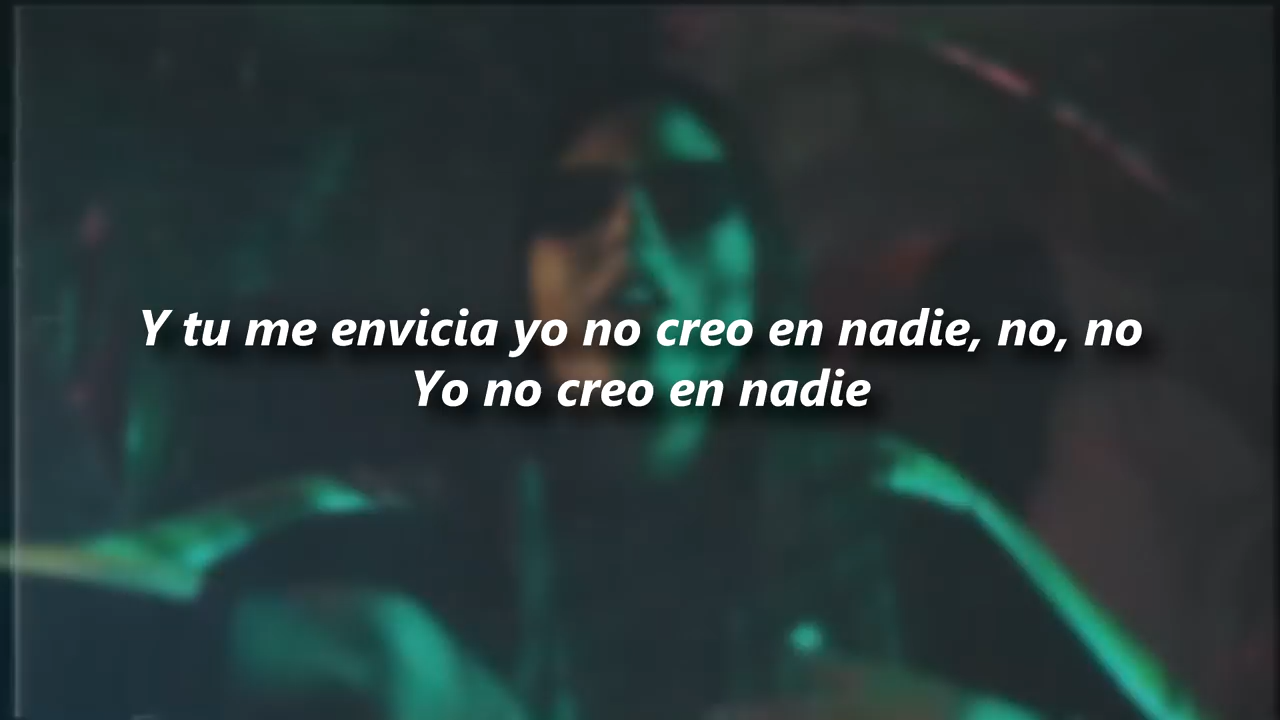 Y tu me envicia yo no creo en nadie, no, no
Yo no creo en nadie